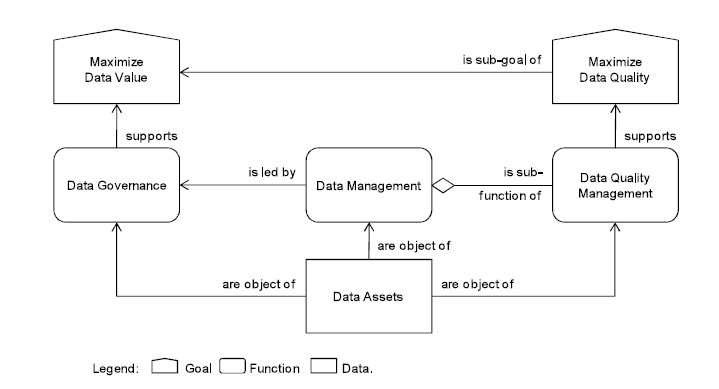 Maximize
Data Value
is sub-goal of
Maximize
Data Quality
supports
supports
Data Governance
is led by
Data Management
is sub-
function of
Data Quality
Management
are object of
are object of
Data Assets
are object of
Legend: Goal Function Data.